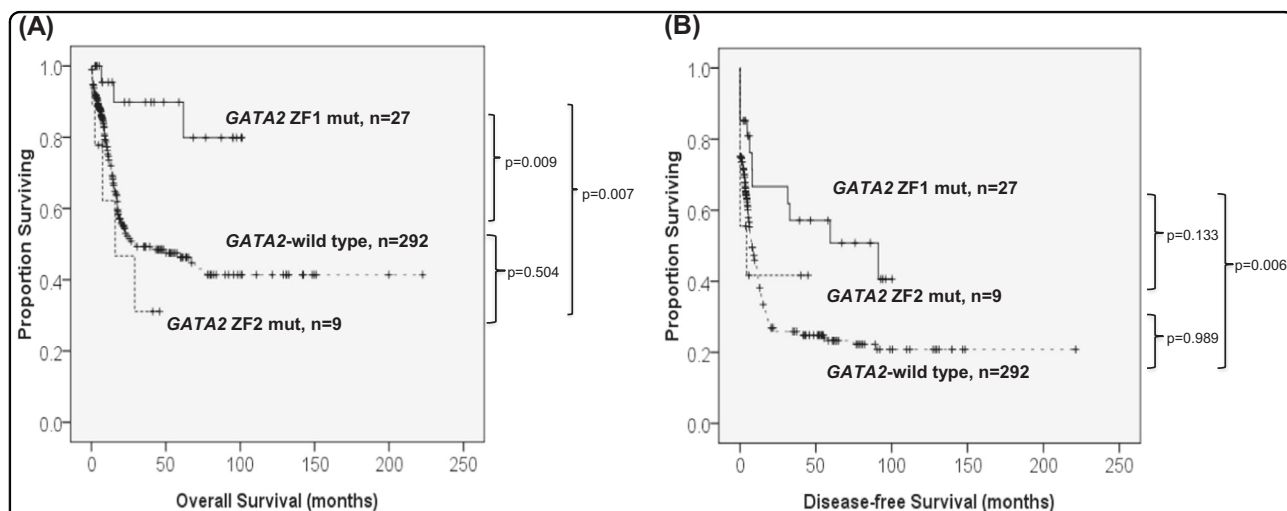 (A)
Proportion Surviving
1.0
0.8
0.6
0.4
0.2
0.0
GATA2 ZF1 mut, n=27
GATA2-wild type, n=292
GATA2 ZF2 mut, n=9
p=0.009
p=0.007
p=0.504
0 50 100 150 200 250
Overall Survival (months)
(B)
Proportion Surviving
1.0
0.8
0.6
0.4
0.2
0.0
GATA2 ZF1 mut, n=27
GATA2 ZF2 mut, n=9
GATA2-wild type, n=292
p=0.133
p=0.006
p=0.989
0 50 100 150 200 250
Disease-free Survival (months)